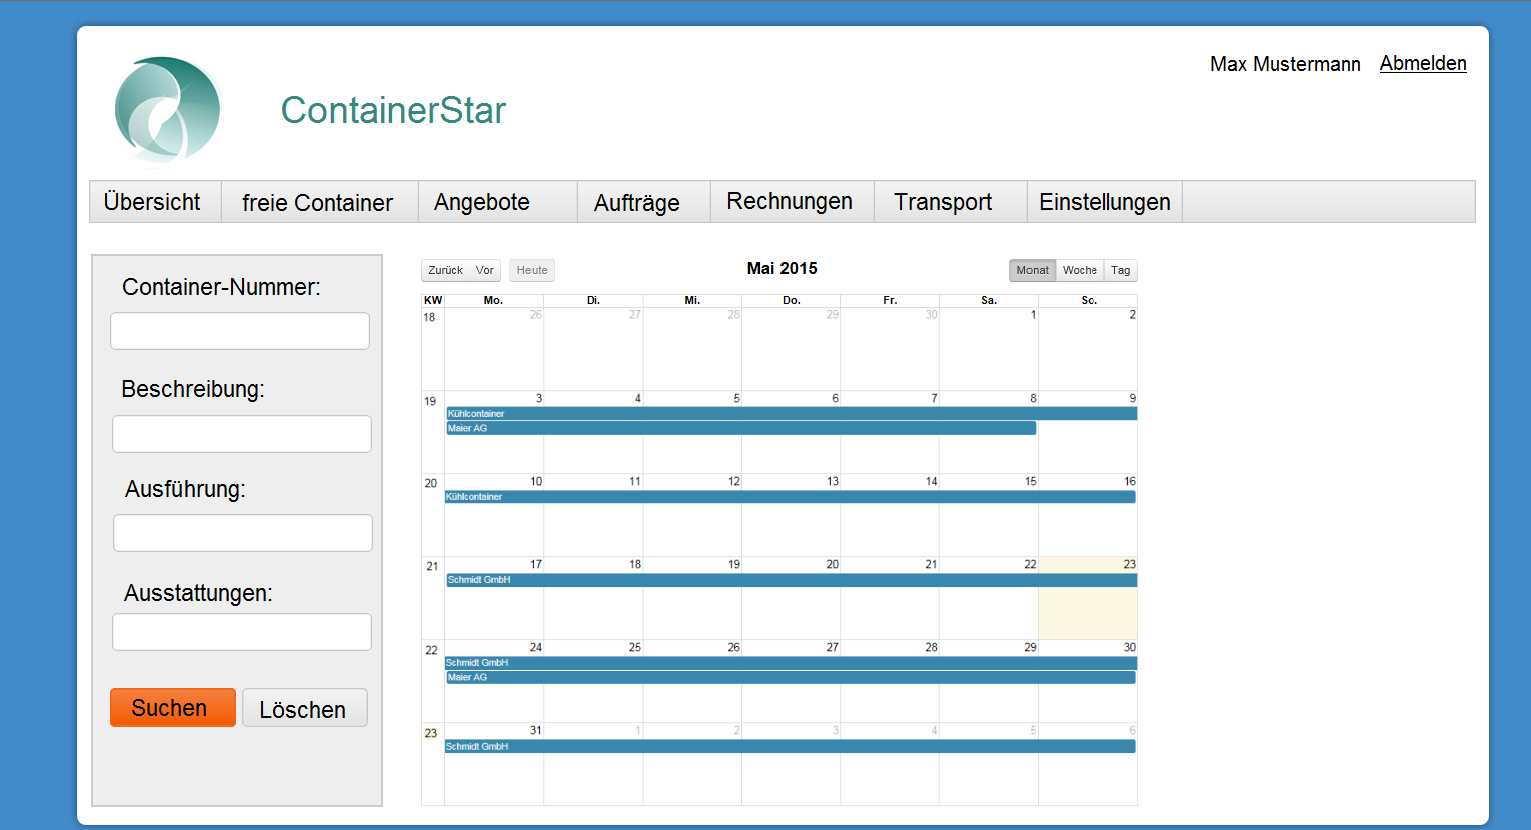 Max Mustermann Abmelden
ContainerStar
Übersicht freie Container Angebote Aufträge Rechnungen Transport Einstellungen
Container-Nummer:
Beschreibung:
Ausführung:
Ausstattungen:
Suchen Löschen
Zurück Vor Heute Mai 2015 Monat Woche Tag
KW Mo. Di. Mi. Do. Fr. Sa. So.
18 26 27 28 29 30 1 2
19 3 4 5 6 7 8 9
Kühlcontainer
Maier AG
20 10 11 12 13 14 15 16
Kühlcontainer
21 17 18 19 20 21 22 23
Schmidt GmbH
22 24 25 26 27 28 29 30
Schmidt GmbH
Maier AG
23 31 1 2 3 4 5 6
Schmidt GmbH